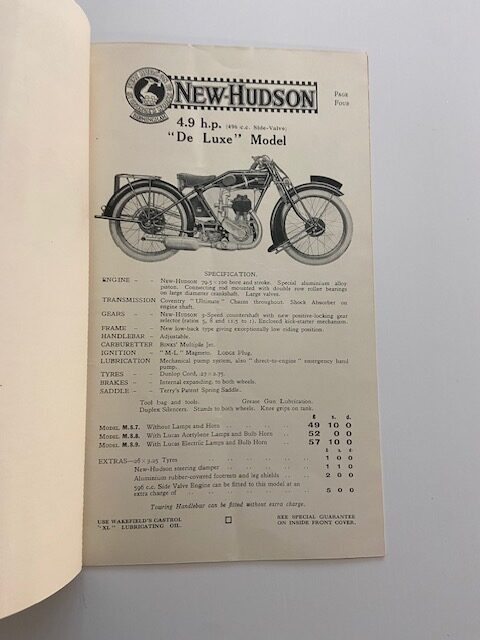 NEW-HUDSON
PAGE
FOUR
4.9 h.p. (496 c.c. Side-Valve)
"De Luxe" Model
SPECIFICATION.
ENGINE - - NEW-HUDSON 79.5 × 100 bore and stroke. Special aluminium alloy
piston. Connecting rod mounted with double row roller bearings
on large diameter crankshaft. Large valves.
TRANSMISSION Coventry "Ultimate" Chains throughout. Shock Absorber on
engine shaft.
GEARS - - NEW-HUDSON 3-Speed countershaft with new positive-locking gear
selector (ratios 5, 8 and 12.5 to 1). Enclosed kick-starter mechanism.
FRAME - - New low-back type giving exceptionally low riding position.
HANDLEBAR - Adjustable.
CARBURETTER BINKS' Multiple Jet.
IGNITION - "M-L" Magneto. LODGE Plug.
LUBRICATION Mechanical pump system, also "direct-to-engine" emergency hand
pump.
TYRES - - Dunlop Cord, 27 × 2.75.
BRAKES - - Internal expanding, to both wheels.
SADDLE - - Terry's Patent Spring Saddle.
Tool bag and tools. Grease Gun Lubrication.
Duplex Silencers. Stands to both wheels. Knee grips on tank.
£ s. d.
MODEL M.8.7. Without Lamps and Horn 49 10 0
MODEL M.8.8. With Lucas Acetylene Lamps and Bulb Horn 52 0 0
MODEL M.8.9. With Lucas Electric Lamps and Bulb Horn 57 10 0
£ s. d.
EXTRAS—26 × 3.25 Tyres 1 0 0
New-Hudson steering damper 1 1 0
Aluminium rubber-covered footrests and leg shields 2 0 0
596 c.c. Side Valve Engine can be fitted to this model at an
extra charge of 5 0 0
Touring Handlebar can be fitted without extra charge.
USE WAKEFIELD'S CASTROL
"XL" LUBRICATING OIL.
SEE SPECIAL GUARANTEE
ON INSIDE FRONT COVER.